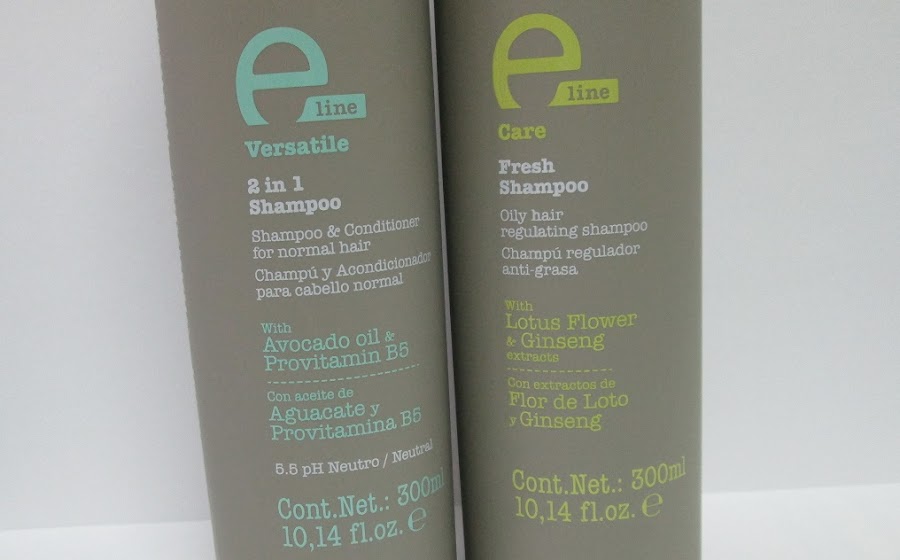 e line
Versatile
2 in 1
Shampoo
Shampoo & Conditioner
for normal hair
Champú y Acondicionador
para cabello normal
With
Avocado oil &
Provitamin B5
Con aceite de
Aguacate y
Provitamina B5
5.5 pH Neutro / Neutral
Cont.Net.: 300ml
10,14 fl.oz. ℮
e line
Care
Fresh
Shampoo
Oily hair
regulating shampoo
Champú regulador
anti-grasa
With
Lotus Flower
& Ginseng
extracts
Con extractos de
Flor de Loto
y Ginseng
Cont.Net.: 300ml
10,14 fl.oz. ℮